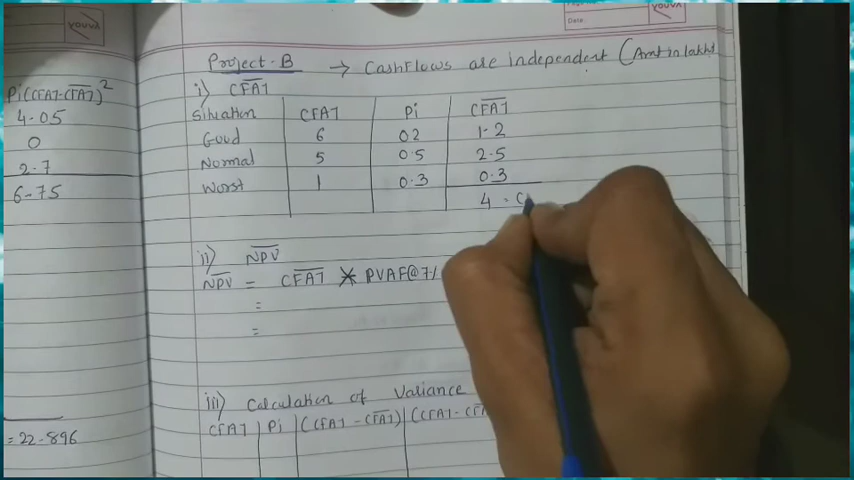 Pi(CFAT-CFAT)²
4-05
0
2-7
6-75
=22-896
Date:
Project-B → Cashflows are independent (Amt in lakhs
i) CFAT
Situation CFAT Pi CFAT
Good 6 0.2 1-2
Normal 5 0.5 2-5
Worst 1 0.3 0.3
4 - C
ii) NPV
NPV = CFAT * PVAF@7%
=
=
iii) Calculation of Variance
CFAT Pi (CFAT-CFAT) (CFAT-CFA